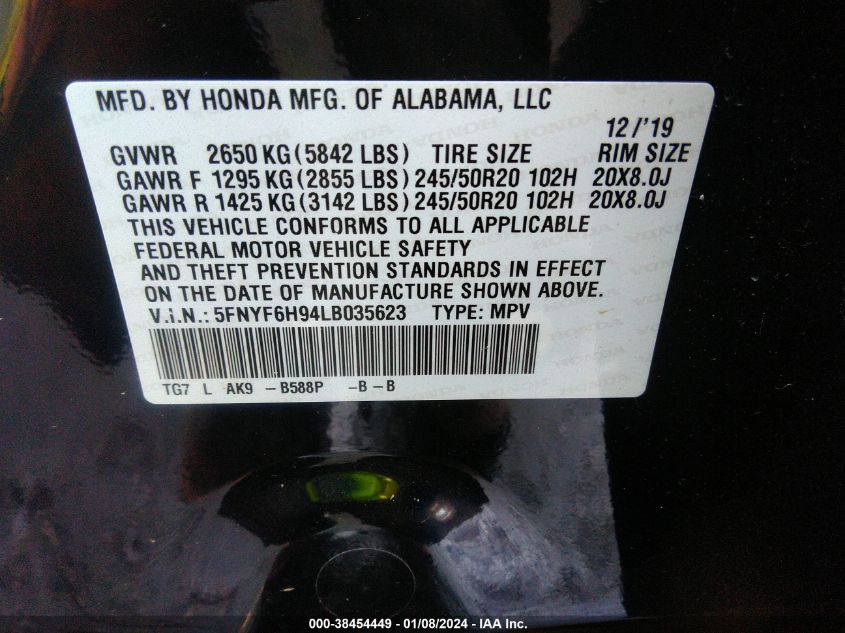 MFD. BY HONDA MFG. OF ALABAMA, LLC
12/'19
GVWR 2650 KG (5842 LBS) TIRE SIZE RIM SIZE
GAWR F 1295 KG (2855 LBS) 245/50R20 102H 20X8.0J
GAWR R 1425 KG (3142 LBS) 245/50R20 102H 20X8.0J
THIS VEHICLE CONFORMS TO ALL APPLICABLE
FEDERAL MOTOR VEHICLE SAFETY
AND THEFT PREVENTION STANDARDS IN EFFECT
ON THE DATE OF MANUFACTURE SHOWN ABOVE.
V.i.N.: 5FNYF6H94LB035623 TYPE: MPV
TG7 L AK9 - B588P - B - B
000-38454449 - 01/08/2024 - IAA Inc.